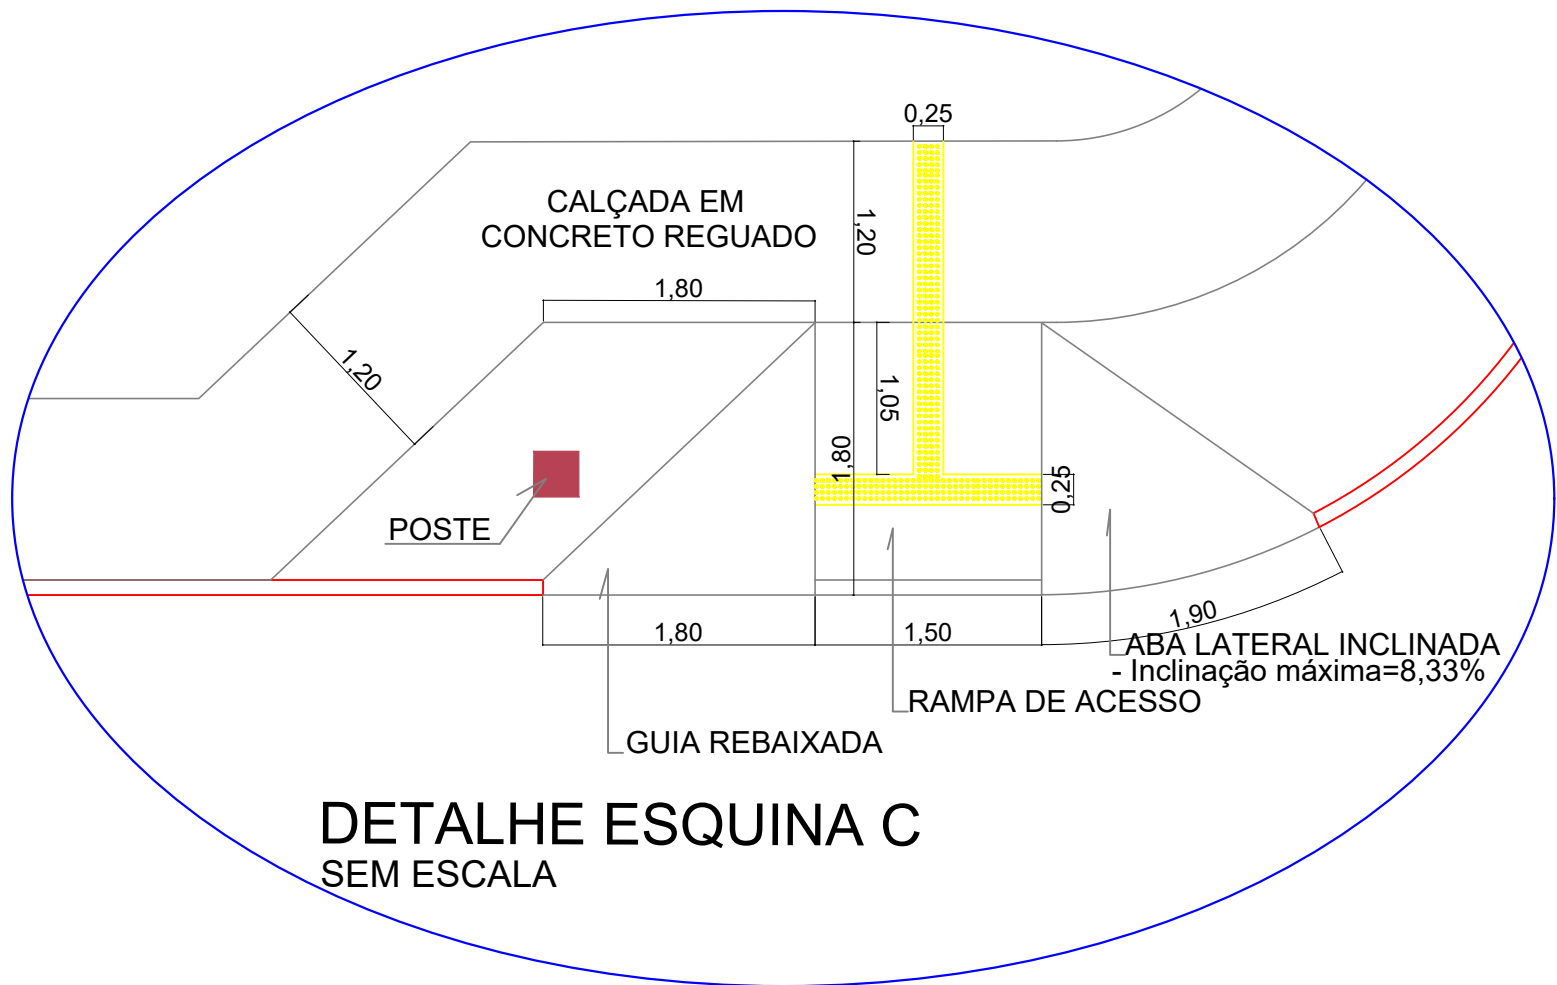 0,25
CALÇADA EM
CONCRETO REGUADO
1,20
1,80
1,20
1,05
1,80
0,25
POSTE
1,80
1,50
1,90
ABA LATERAL INCLINADA
- Inclinação máxima=8,33%
RAMPA DE ACESSO
GUIA REBAIXADA
DETALHE ESQUINA C
SEM ESCALA